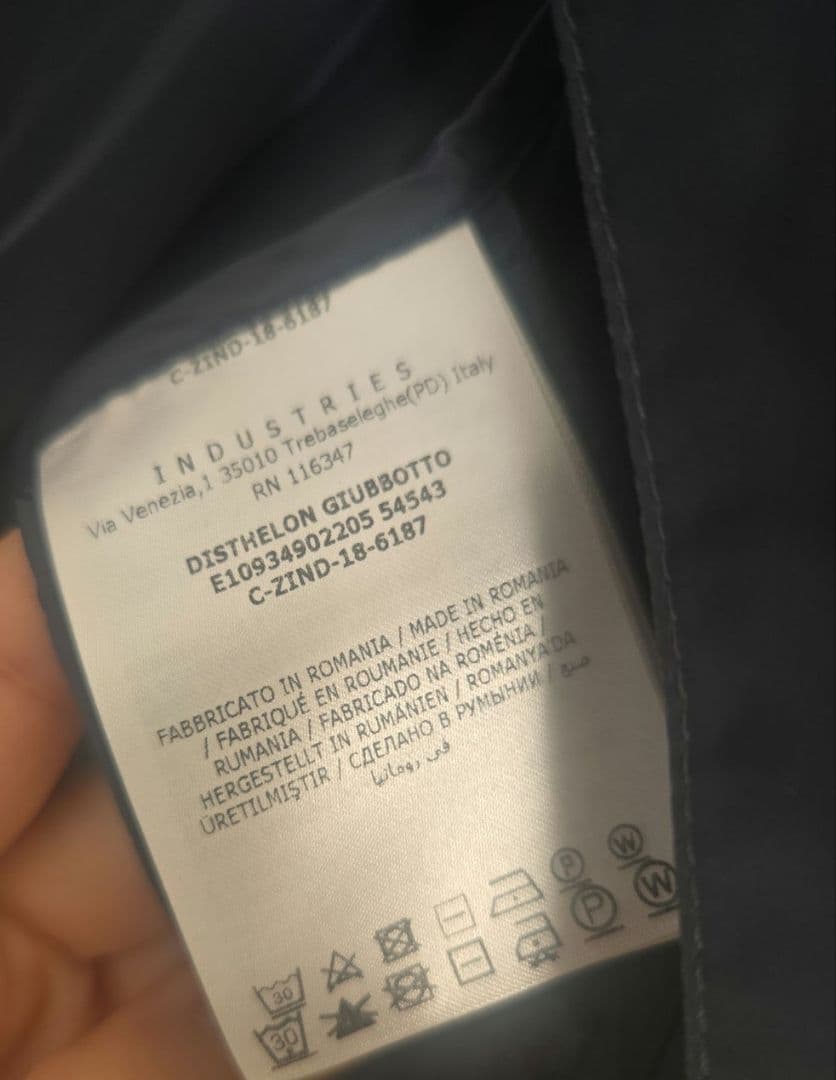 C-ZIND-18-6187
INDUSTRIES
Via Venezia,1 35010 Trebaseleghe(PD) Italy
RN 116347
DISTHELON GIUBBOTTO
E10934902205 54543
C-ZIND-18-6187
FABBRICATO IN ROMANIA / MADE IN ROMANIA
/ FABRIQUÉ EN ROUMANIE / HECHO EN
RUMANIA / FABRICADO NA ROMÉNIA /
HERGESTELLT IN RUMÄNIEN / ROMANYA'DA
ÜRETILMIŞTIR / СДЕЛАНО В РУМЫНИИ / صنع
في رومانيا
P W
30 P W
30